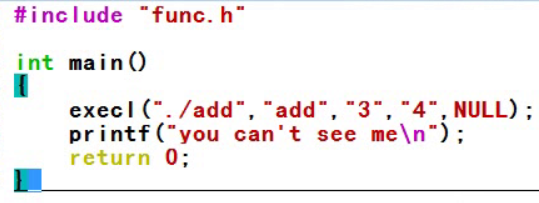 #include "func.h"
int main()
{
execl("./add","add","3","4",NULL);
printf("you can't see me\n");
return 0;
}